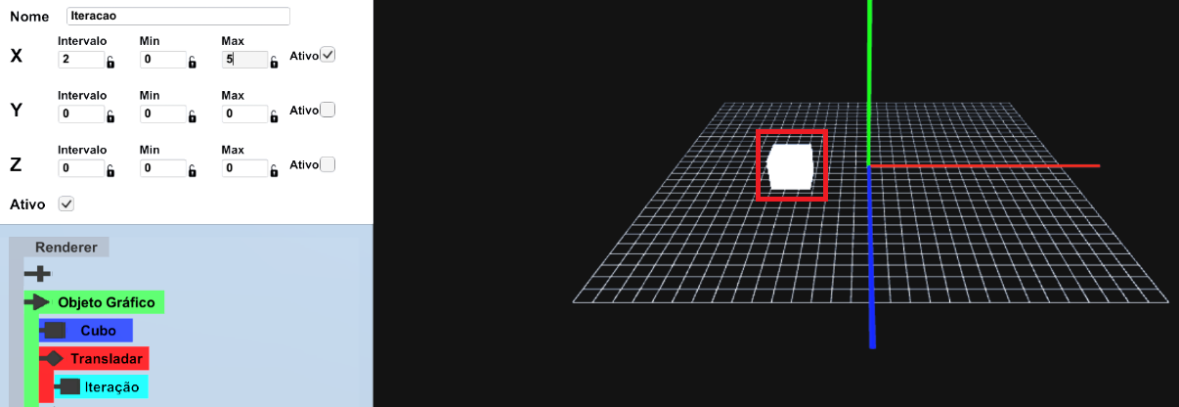 Nome Iteracao
Intervalo Min Max
X 2 0 5 Ativo
Intervalo Min Max
Y 0 0 0 Ativo
Intervalo Min Max
Z 0 0 0 Ativo
Ativo
Renderer
Objeto Gráfico
Cubo
Transladar
Iteração